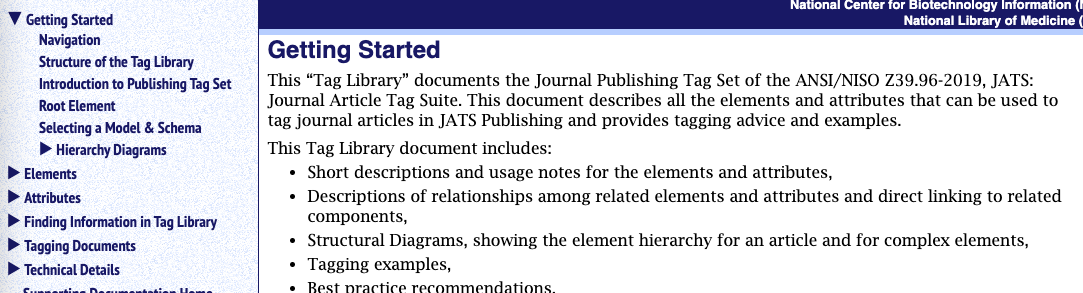 Getting Started
Navigation
Structure of the Tag Library
Introduction to Publishing Tag Set
Root Element
Selecting a Model & Schema
Hierarchy Diagrams
Elements
Attributes
Finding Information in Tag Library
Tagging Documents
Technical Details
Supporting Documentation Home
National Center for Biotechnology Information (
National Library of Medicine (
Getting Started
This “Tag Library” documents the Journal Publishing Tag Set of the ANSI/NISO Z39.96-2019, JATS:
Journal Article Tag Suite. This document describes all the elements and attributes that can be used to
tag journal articles in JATS Publishing and provides tagging advice and examples.
This Tag Library document includes:
• Short descriptions and usage notes for the elements and attributes,
• Descriptions of relationships among related elements and attributes and direct linking to related
components,
• Structural Diagrams, showing the element hierarchy for an article and for complex elements,
• Tagging examples,
• Best practice recommendations,